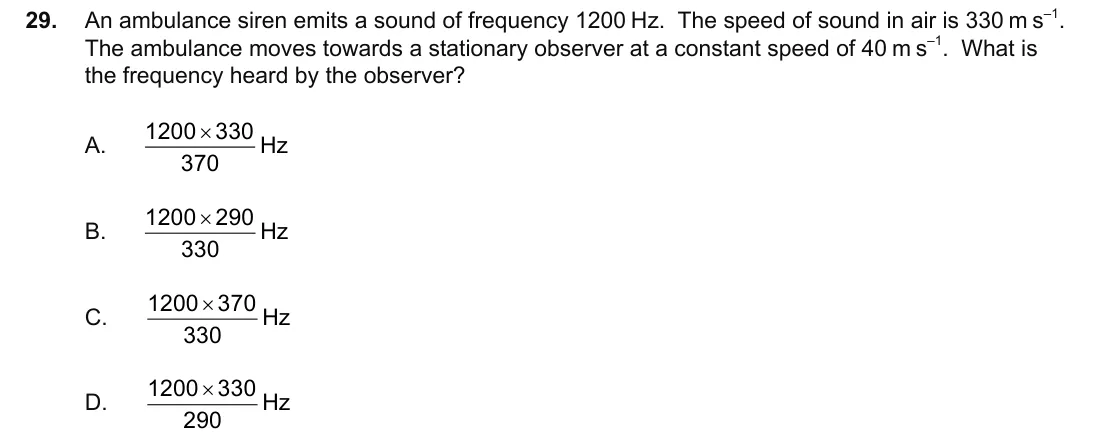 29. An ambulance siren emits a sound of frequency 1200 Hz. The speed of sound in air is 330 m s⁻¹.
The ambulance moves towards a stationary observer at a constant speed of 40 m s⁻¹. What is
the frequency heard by the observer?
A. 1200 × 330
370 Hz
B. 1200 × 290
330 Hz
C. 1200 × 370
330 Hz
D. 1200 × 330
290 Hz